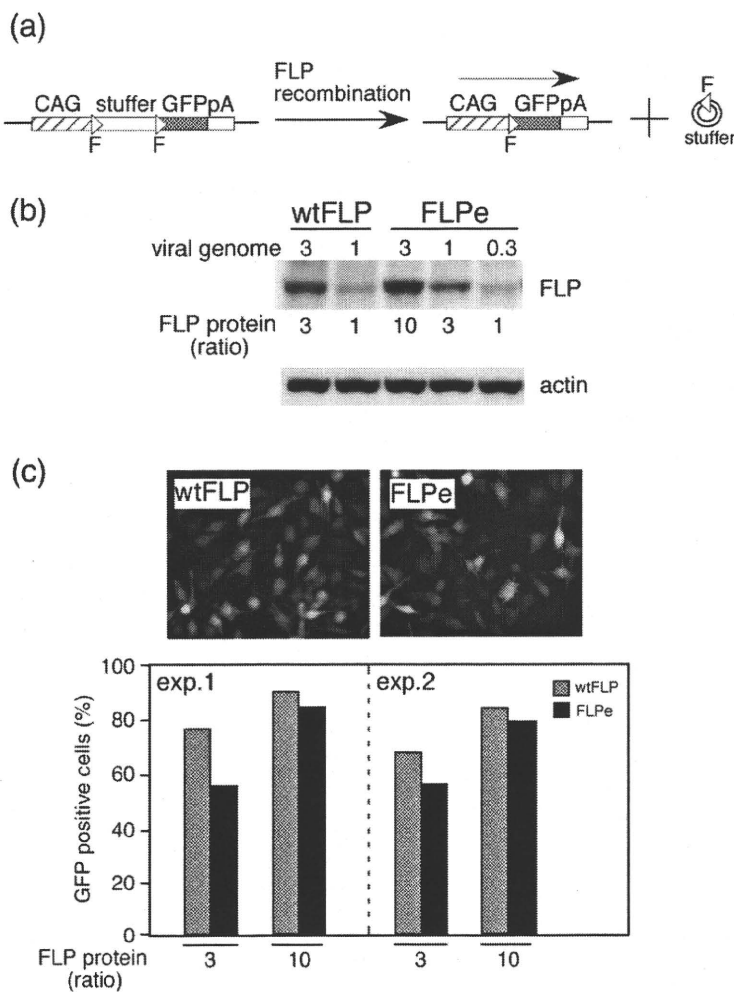 (a)
FLP
recombination
CAG stuffer GFPpA
F F
CAG GFPpA
F
F
stuffer
(b)
wtFLP FLPe
viral genome 3 1 3 1 0.3
FLP
FLP protein 3 1 10 3 1
(ratio)
actin
(c)
wtFLP FLPe
GFP positive cells (%)
100
80
60
40
20
0
exp.1 exp.2
wtFLP
FLPe
FLP protein 3 10 3 10
(ratio)